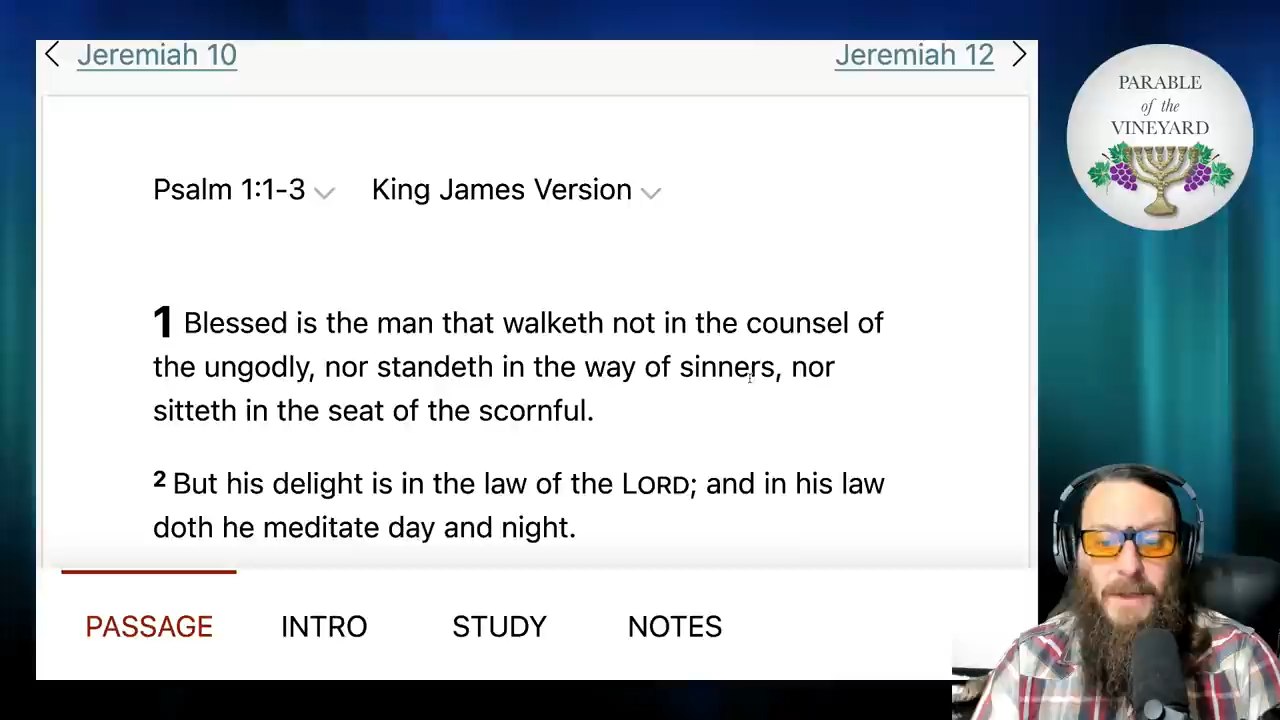 Jeremiah 10
Jeremiah 12
PARABLE
of the
VINEYARD
Psalm 1:1-3
King James Version
1 Blessed is the man that walketh not in the counsel of
the ungodly, nor standeth in the way of sinners, nor
sitteth in the seat of the scornful.
2 But his delight is in the law of the LORD; and in his law
doth he meditate day and night.
PASSAGE
INTRO
STUDY
NOTES